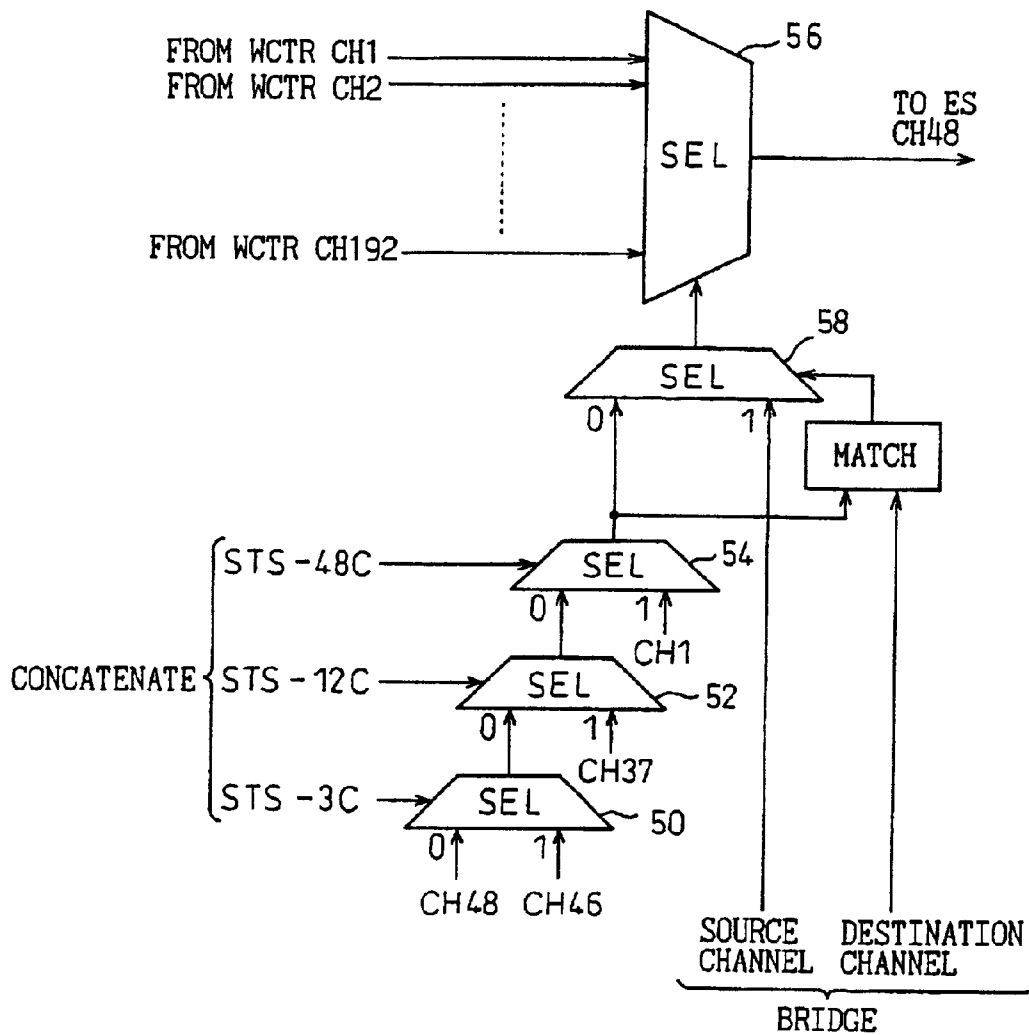 56
FROM WCTR CH1
FROM WCTR CH2
TO ES
CH48
SEL
FROM WCTR CH192
58
SEL
0 1
MATCH
STS-48C
SEL
54
0 1
CH1
CONCATENATE
STS-12C
SEL
52
0 1
CH37
STS-3C
SEL
50
0 1
CH48 CH46
SOURCE
CHANNEL
DESTINATION
CHANNEL
BRIDGE